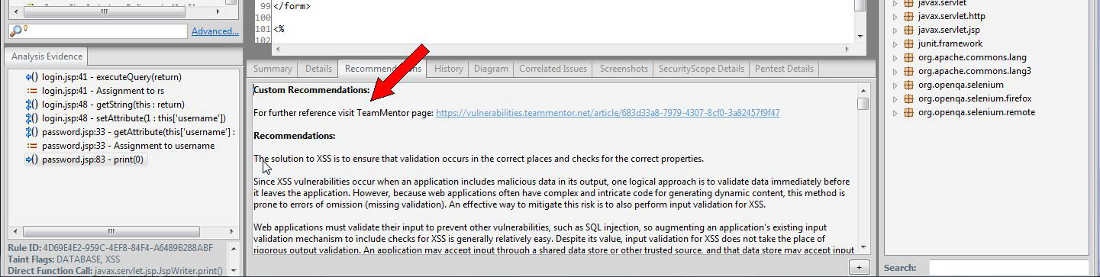 99 </form>
100
101 <%
102
Advanced...
Analysis Evidence
login.jsp:41 - executeQuery(return)
login.jsp:41 - Assignment to rs
login.jsp:48 - getString(this : return)
login.jsp:48 - setAttribute(1 : this['username'])
password.jsp:33 - getAttribute(this['username'] :
password.jsp:33 - Assignment to username
password.jsp:83 - print(0)
Rule ID: 4D69E4E2-959C-4EF8-84F4-A6489B288ABF
Taint Flags: DATABASE, XSS
Direct Function Call: javax.servlet.jsp.JspWriter.print()
Summary Details Recommendations History Diagram Correlated Issues Screenshots SecurityScope Details Pentest Details
Custom Recommendations:
For further reference visit TeamMentor page: https://vulnerabilities.teammentor.net/article/683d33a8-7979-4307-8cf0-3a82457f9f47
Recommendations:
The solution to XSS is to ensure that validation occurs in the correct places and checks for the correct properties.
Since XSS vulnerabilities occur when an application includes malicious data in its output, one logical approach is to validate data immediately before
it leaves the application. However, because web applications often have complex and intricate code for generating dynamic content, this method is
prone to errors of omission (missing validation). An effective way to mitigate this risk is to also perform input validation for XSS.
Web applications must validate their input to prevent other vulnerabilities, such as SQL injection, so augmenting an application's existing input
validation mechanism to include checks for XSS is generally relatively easy. Despite its value, input validation for XSS does not take the place of
rigorous output validation. An application may accept input through a shared data store or other trusted source, and that data store may accept input
+
javax.servlet
javax.servlet.http
javax.servlet.jsp
junit.framework
org.apache.commons.lang
org.apache.commons.lang3
org.openqa.selenium
org.openqa.selenium.firefox
org.openqa.selenium.remote
Search: